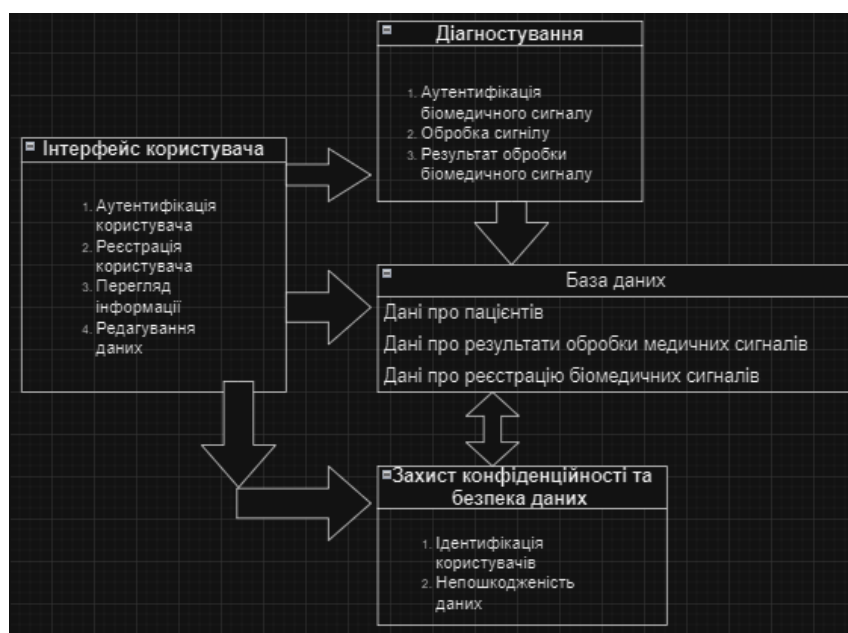 Діагностування
1. Аутентифікація
біомедичного сигналу
2. Обробка сигнілу
3. Результат обробки
біомедичного сигналу
Інтерфейс користувача
1. Аутентифікація
користувача
2. Реєстрація
користувача
3. Перегляд
інформації
4. Редагування
даних
База даних
Дані про пацієнтів
Дані про результати обробки медичних сигналів
Дані про реєстрацію біомедичних сигналів
Захист конфіденційності та
безпека даних
1. Ідентифікація
користувачів
2. Непошкодженість
даних